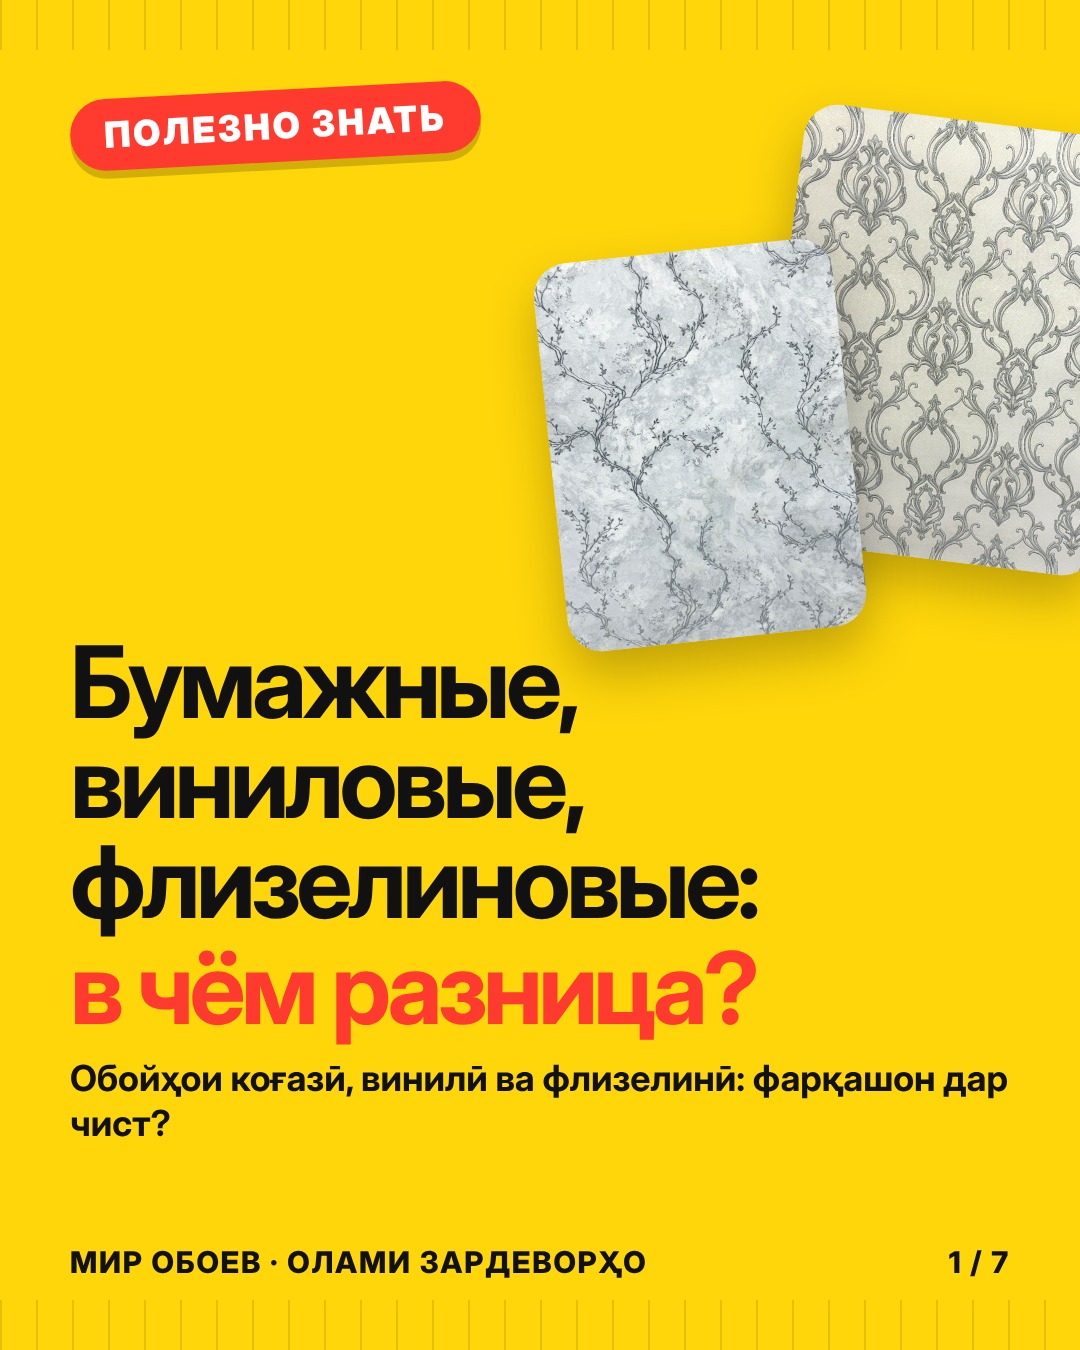 ПОЛЕЗНО ЗНАТЬ
Бумажные,
виниловые,
флизелиновые:
в чём разница?
Обойҳои коғазӣ, винилӣ ва флизелинӣ: фарқашон дар
чист?
МИР ОБОЕВ · ОЛАМИ ЗАРДЕВОРҲО
1 / 7